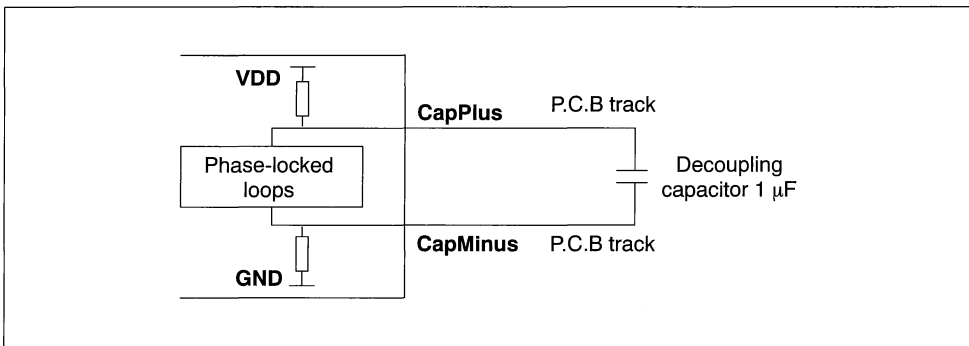 VDD
CapPlus
P.C.B track
Phase-locked
loops
Decoupling
capacitor 1 μF
CapMinus
P.C.B track
GND